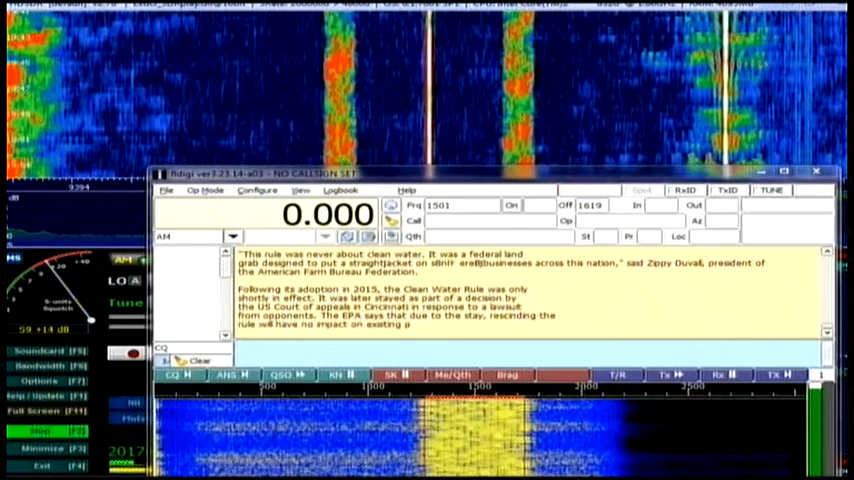 9394
dB
fldigi ver3.23.14-a03 - NO CALLSIGN SET
File Op Mode Configure View Logbook Help
Spot RxID TxID TUNE
0.000
Frq 1501 On Off 1619 In Out
Call Op Az
Qth St Pr Loc
AM
"This rule was never about clean water. It was a federal land
grab designed to put a straightjacket on businesses across this nation," said Zippy Duvall, president of
the American Farm Bureau Federation.
Following its adoption in 2015, the Clean Water Rule was only
shortly in effect. It was later stayed as part of a decision by
the US Court of appeals in Cincinnati in response to a lawsuit
from opponents. The EPA says that due to the stay, rescinding the
rule will have no impact on existing p
CQ
Clear
CQ ANS QSO KN SK Me/Qth Brag T/R Tx Rx TX 1
500 1000 1500 2000 2500
AM
LO A
Tune
S-units
Squelch
S9 +14 dB
Soundcard [F5]
Bandwidth [F6]
Options [F7]
Help / Update [F1]
Full Screen [F11]
Stop [F2]
Minimize [F3]
Exit [F4]
2017